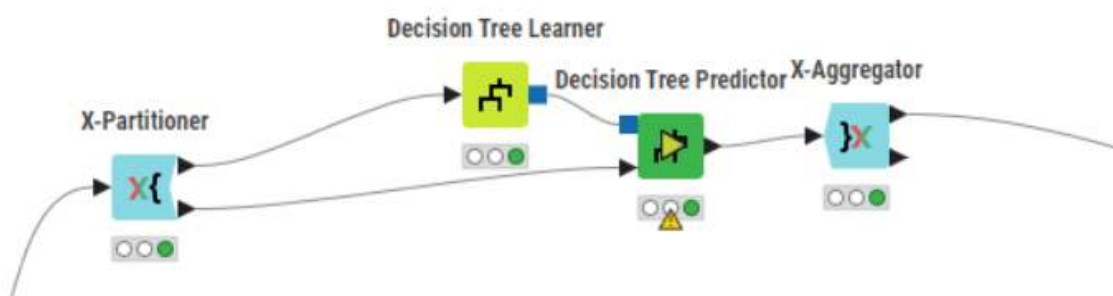 Decision Tree Learner
Decision Tree Predictor
X-Aggregator
X-Partitioner
X{
}X